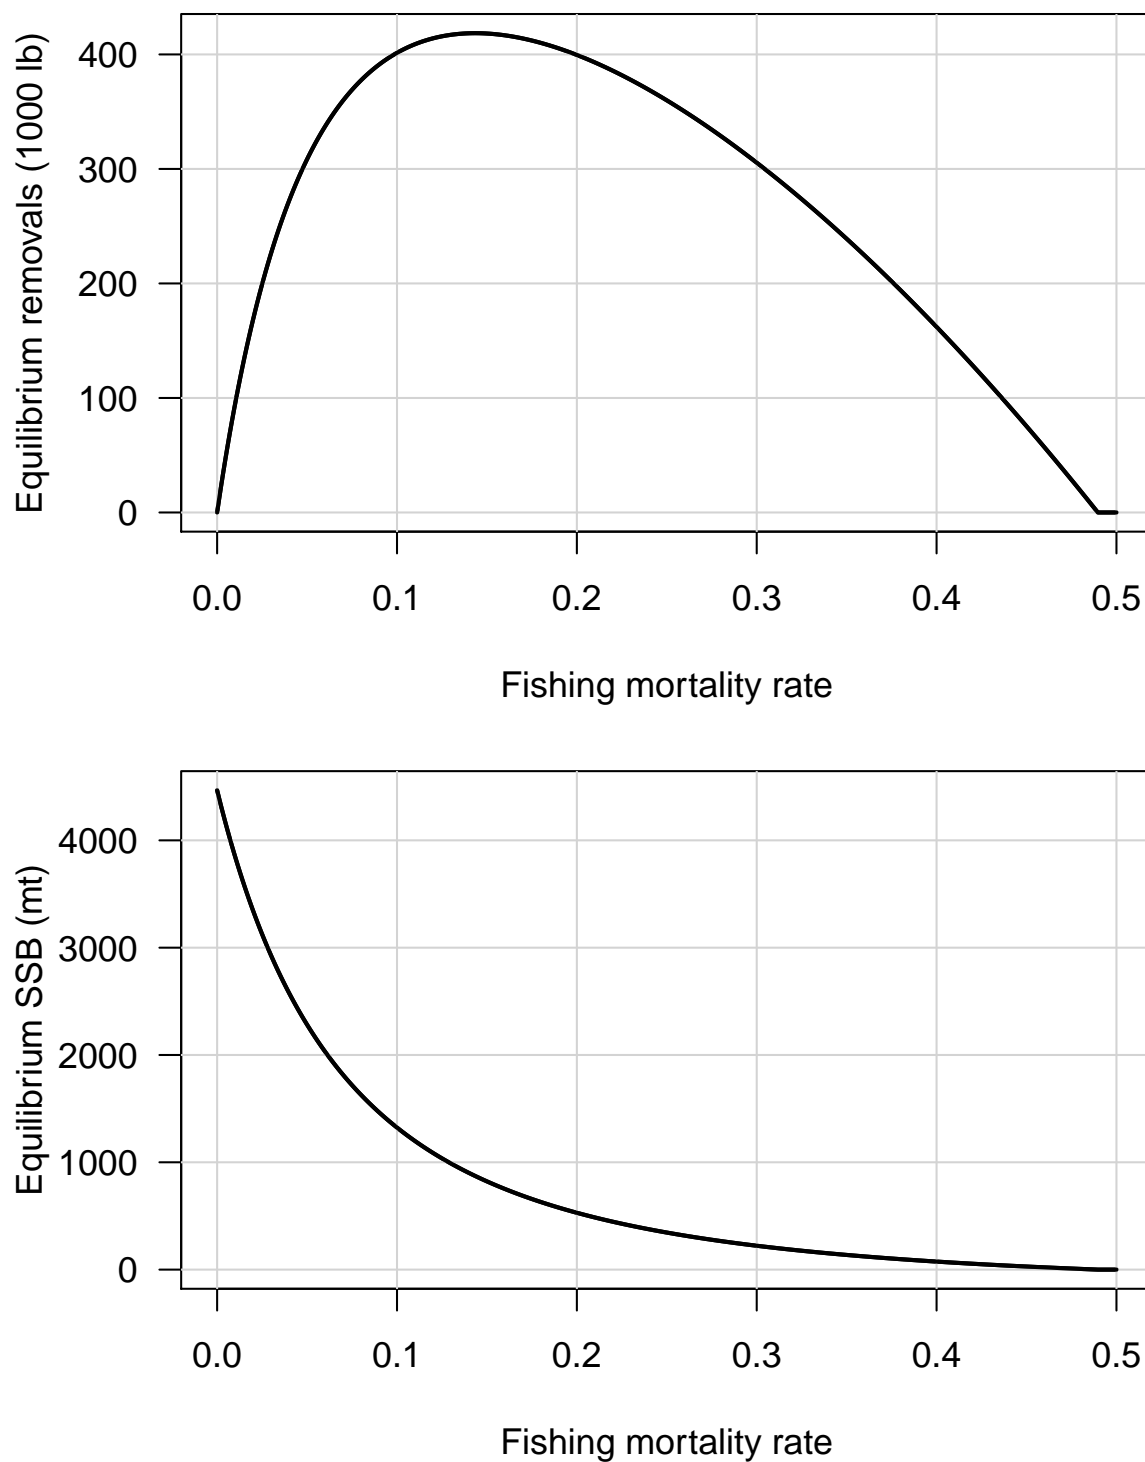 Equilibrium removals (1000 lb)
400
300
200
100
0
0.0 0.1 0.2 0.3 0.4 0.5
Fishing mortality rate
Equilibrium SSB (mt)
4000
3000
2000
1000
0
0.0 0.1 0.2 0.3 0.4 0.5
Fishing mortality rate